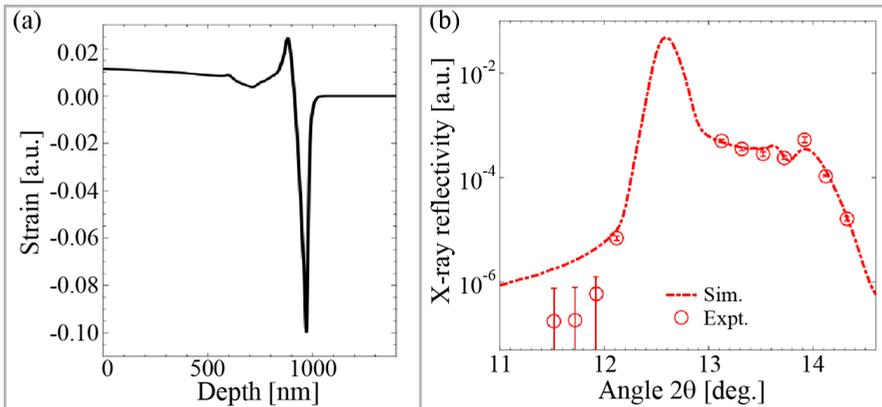 (a)
0.02
0.00
-0.02
-0.04
-0.06
-0.08
-0.10
Strain [a.u.]
0 500 1000
Depth [nm]
(b)
10-2
10-4
10-6
X-ray reflectivity [a.u.]
Sim.
Expt.
11 12 13 14
Angle 2θ [deg.]